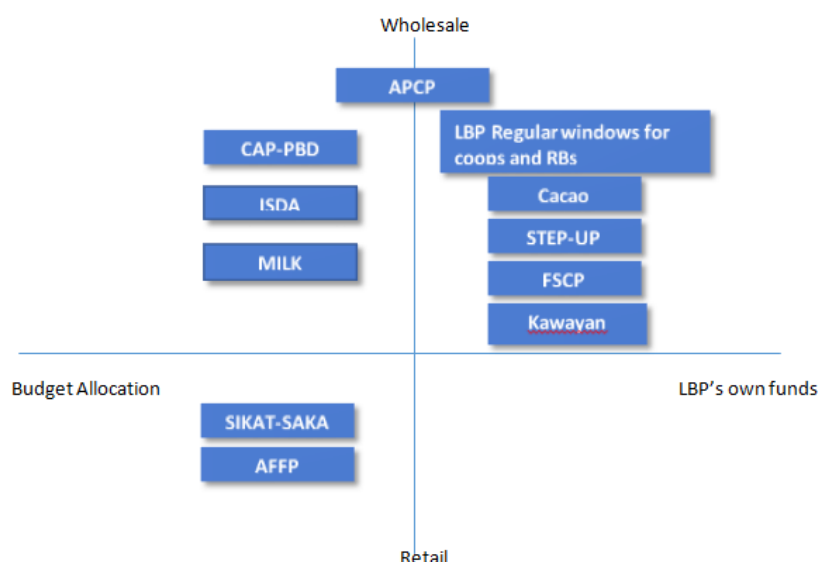 Wholesale
APCP
LBP Regular windows for
coops and RBs
CAP-PBD
Cacao
ISDA
STEP-UP
MILK
FSCP
Kawayan
Budget Allocation
LBP's own funds
SIKAT-SAKA
AFFP
Retail